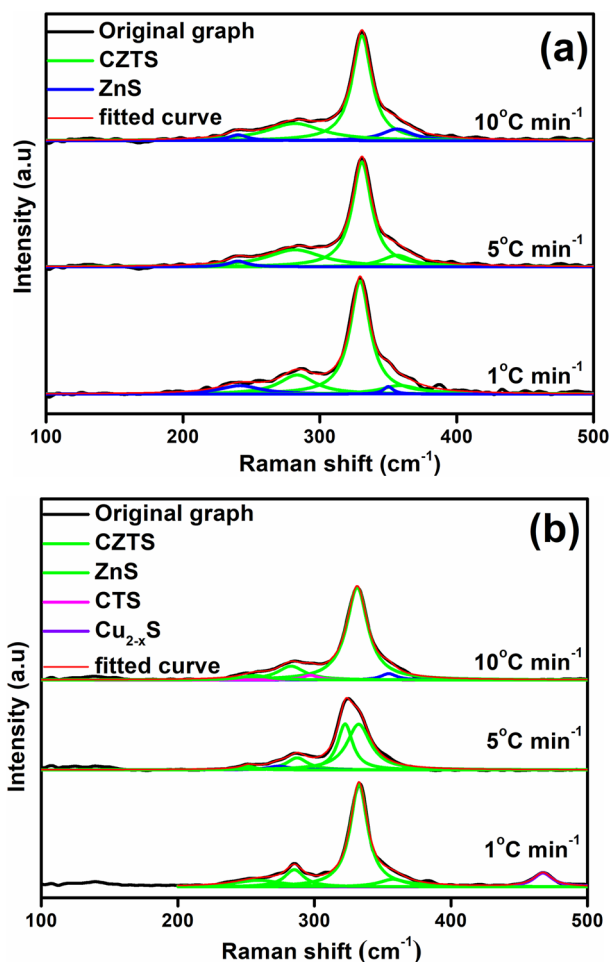 Original graph
(a)
CZTS
ZnS
fitted curve
10°C min⁻¹
5°C min⁻¹
1°C min⁻¹
Intensity (a.u)
100 200 300 400 500
Raman shift (cm⁻¹)
Original graph
(b)
CZTS
ZnS
CTS
Cu₂₋ₓS
fitted curve
10°C min⁻¹
5°C min⁻¹
1°C min⁻¹
Intensity (a.u)
100 200 300 400 500
Raman shift (cm⁻¹)